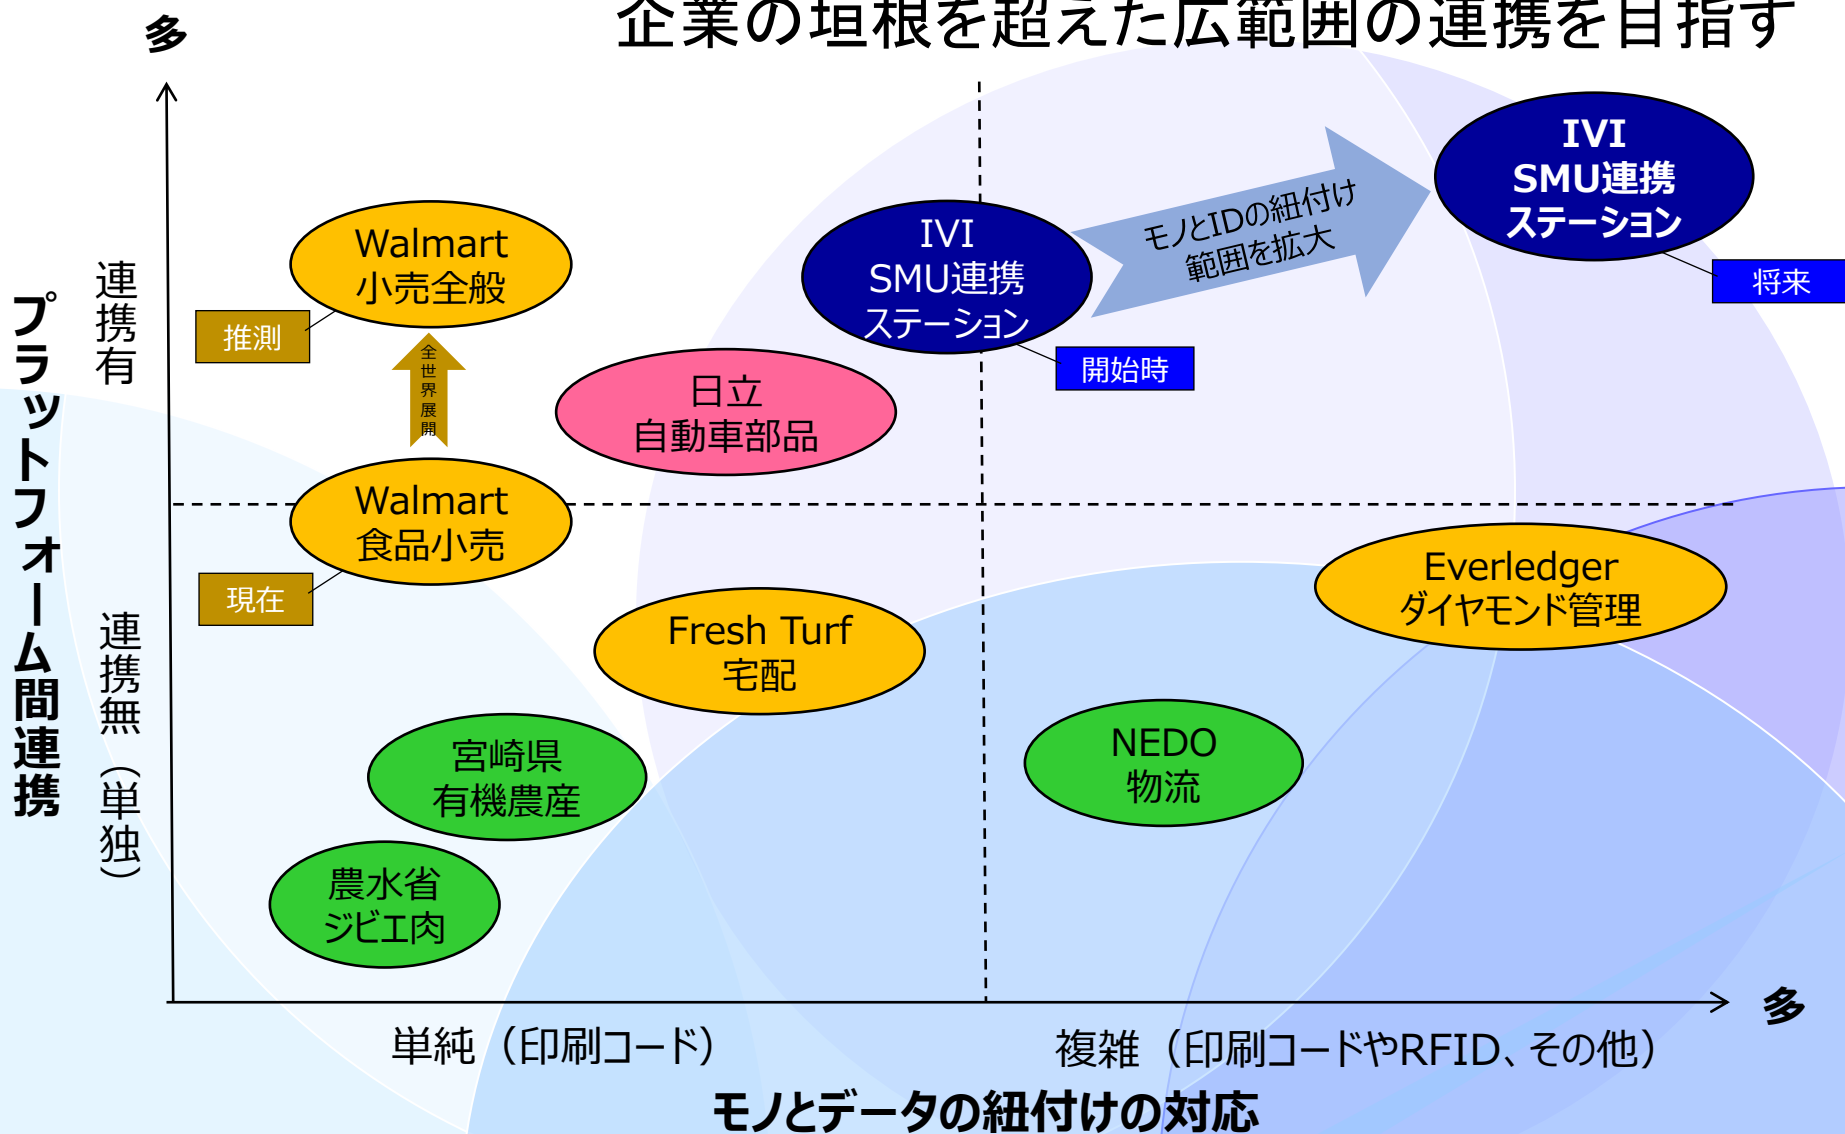 企業の垣根を超えた広範囲の連携を目指す
多
IVI
SMU連携
ステーション
将来
モノとIDの紐付け
範囲を拡大
IVI
SMU連携
ステーション
開始時
Walmart
小売全般
推測
全世界展開
日立
自動車部品
Walmart
食品小売
現在
Everledger
ダイヤモンド管理
Fresh Turf
宅配
NEDO
物流
宮崎県
有機農産
農水省
ジビエ肉
プラットフォーム間連携
連携有
連携無（単独）
多
単純（印刷コード）
複雑（印刷コードやRFID、その他）
モノとデータの紐付けの対応